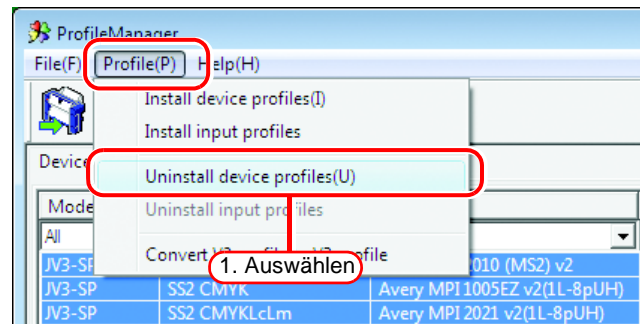 ProfileManager
File(F) Profile(P) Help(H)
Install device profiles(I)
Install input profiles
Device
Uninstall device profiles(U)
Mode
Uninstall input profiles
All
Convert
1. Auswählen
JV3-SP 2010 (MS2) v2
JV3-SP SS2 CMYK Avery MPI 1005EZ v2(1L-8pUH)
JV3-SP SS2 CMYKLcLm Avery MPI 2021 v2(1L-8pUH)